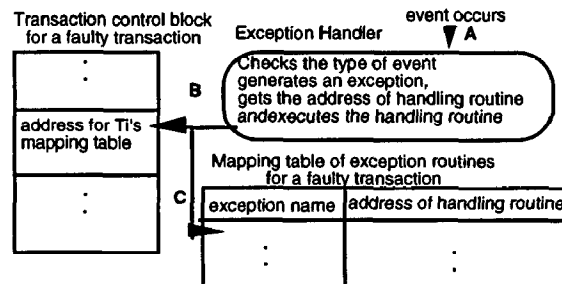 Transaction control block
for a faulty transaction
event occurs
Exception Handler
A
Checks the type of event
generates an exception,
gets the address of handling routine
andexecutes the handling routine
B
address for Ti's
mapping table
Mapping table of exception routines
for a faulty transaction
C
exception name
address of handling routine